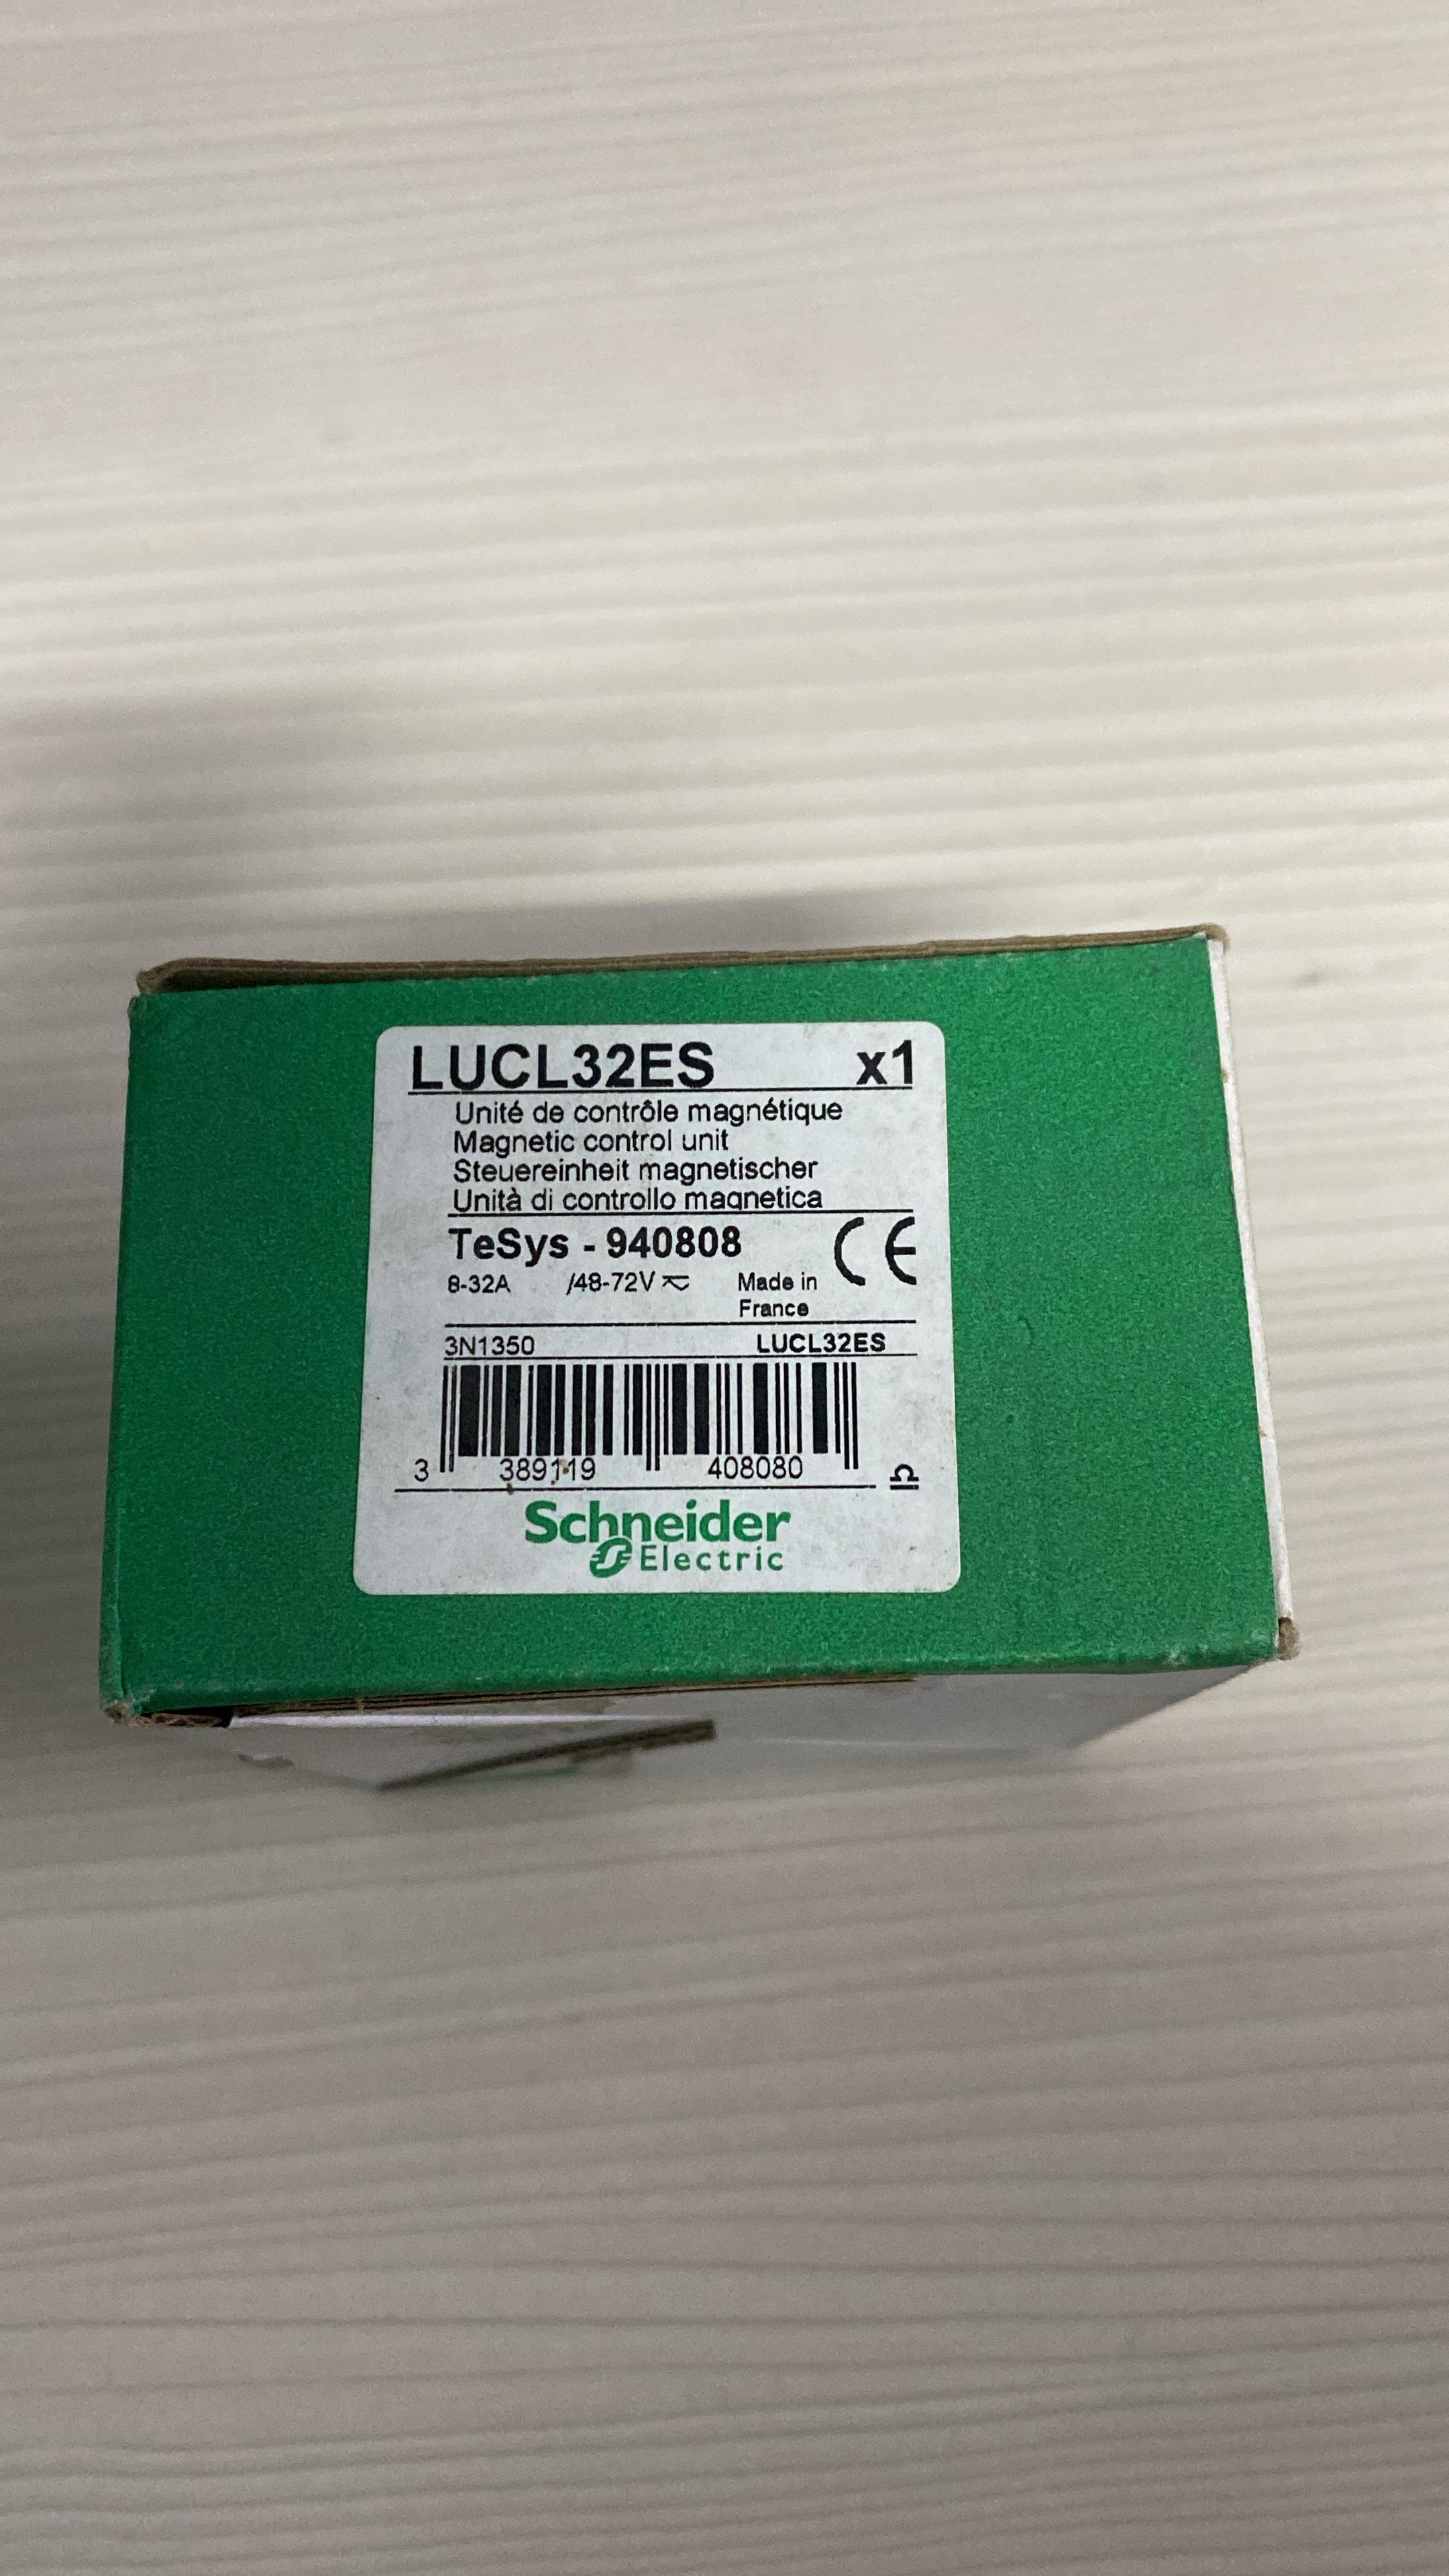 LUCL32ES x1
Unité de contrôle magnétique
Magnetic control unit
Steuereinheit magnetischer
Unità di controllo magnetica
TeSys - 940808 CE
8-32A /48-72V Made in
France
3N1350 LUCL32ES
3 389119 408080
Schneider
Electric